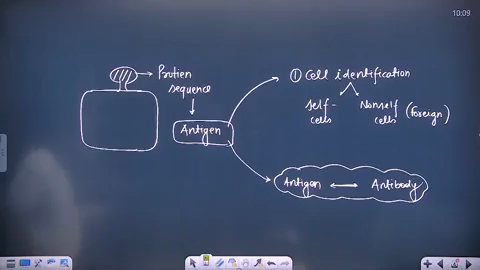 10:09
Protien
sequence
Antigen
① Cell identification
Self-
cells
Nonself
cells
(Foreign)
Antigen ↔ Antibody